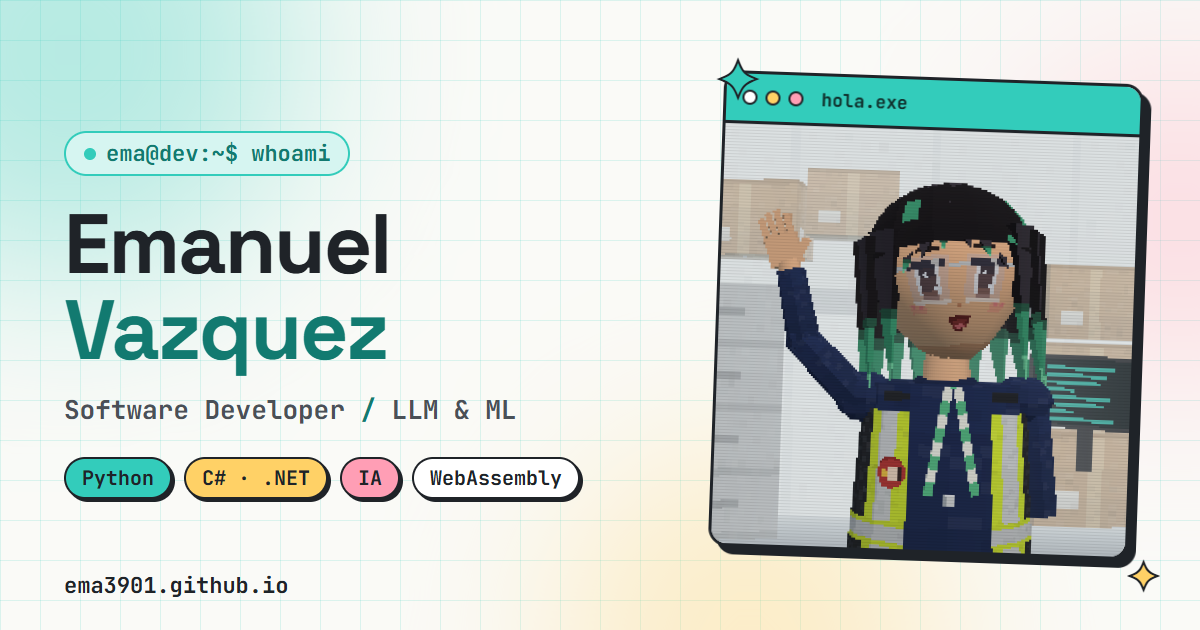 ema@dev:~$ whoami
Emanuel
Vazquez
Software Developer / LLM & ML
Python
C# · .NET
IA
WebAssembly
ema3901.github.io
hola.exe